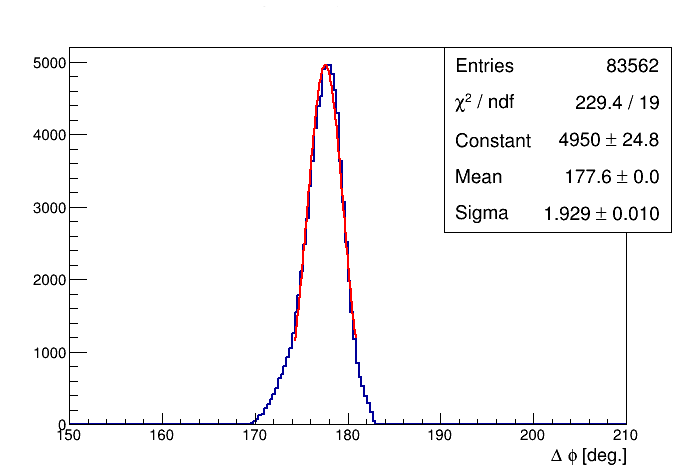 Entries 83562
χ² / ndf 229.4 / 19
Constant 4950 ± 24.8
Mean 177.6 ± 0.0
Sigma 1.929 ± 0.010
5000
4000
3000
2000
1000
0
150 160 170 180 190 200 210
Δ ϕ [deg.]